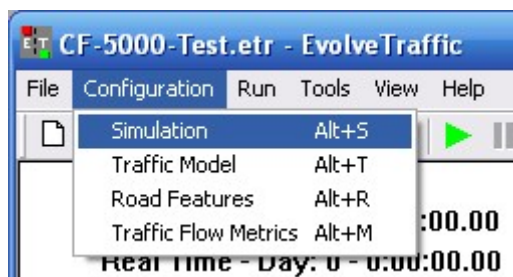 CF-5000-Test.etr - EvolveTraffic
File Configuration Run Tools View Help
Simulation Alt+S
Traffic Model Alt+T
Road Features Alt+R
Traffic Flow Metrics Alt+M
:00.00
Real Time - Day: 0 - 0:00:00.00